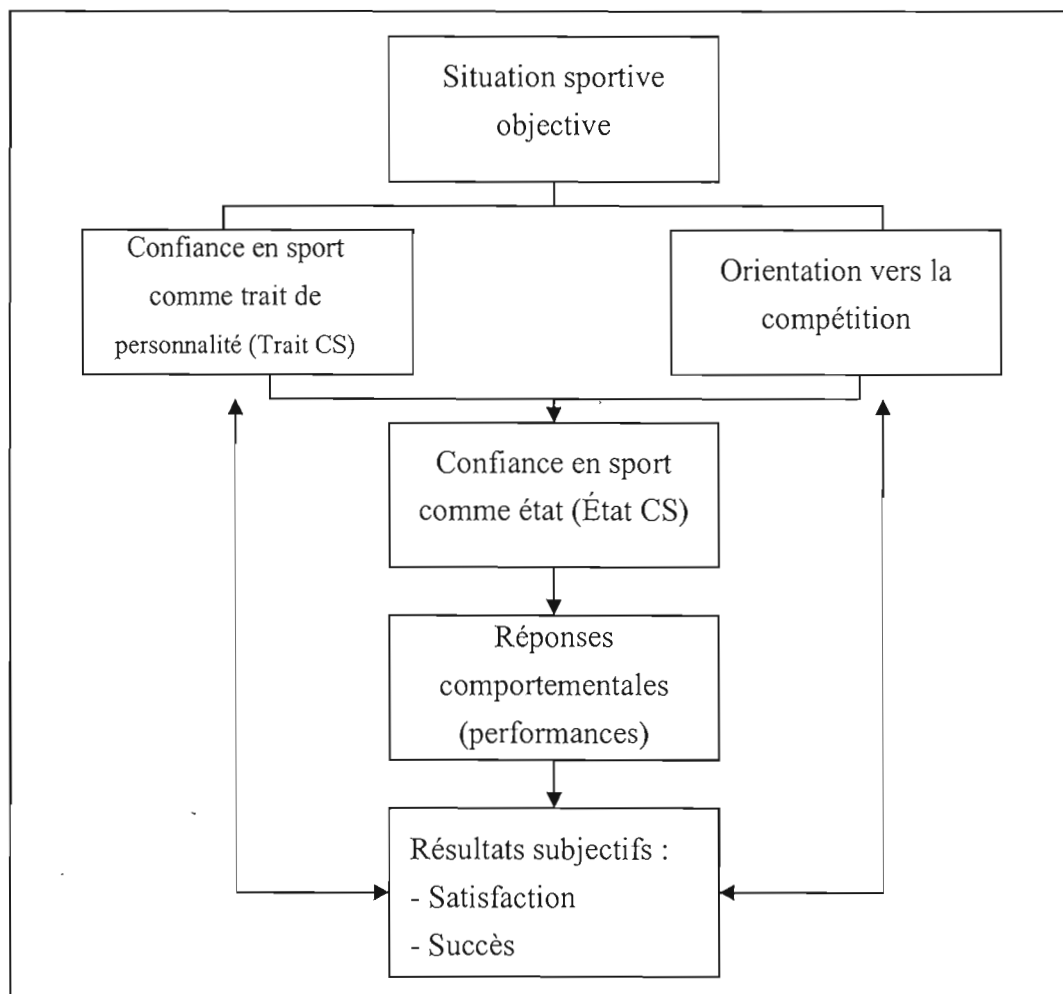 Situation sportive
objective
Confiance en sport
comme trait de
personnalité (Trait CS)
Orientation vers la
compétition
Confiance en sport
comme état (État CS)
Réponses
comportementales
(performances)
Résultats subjectifs :
- Satisfaction
- Succès